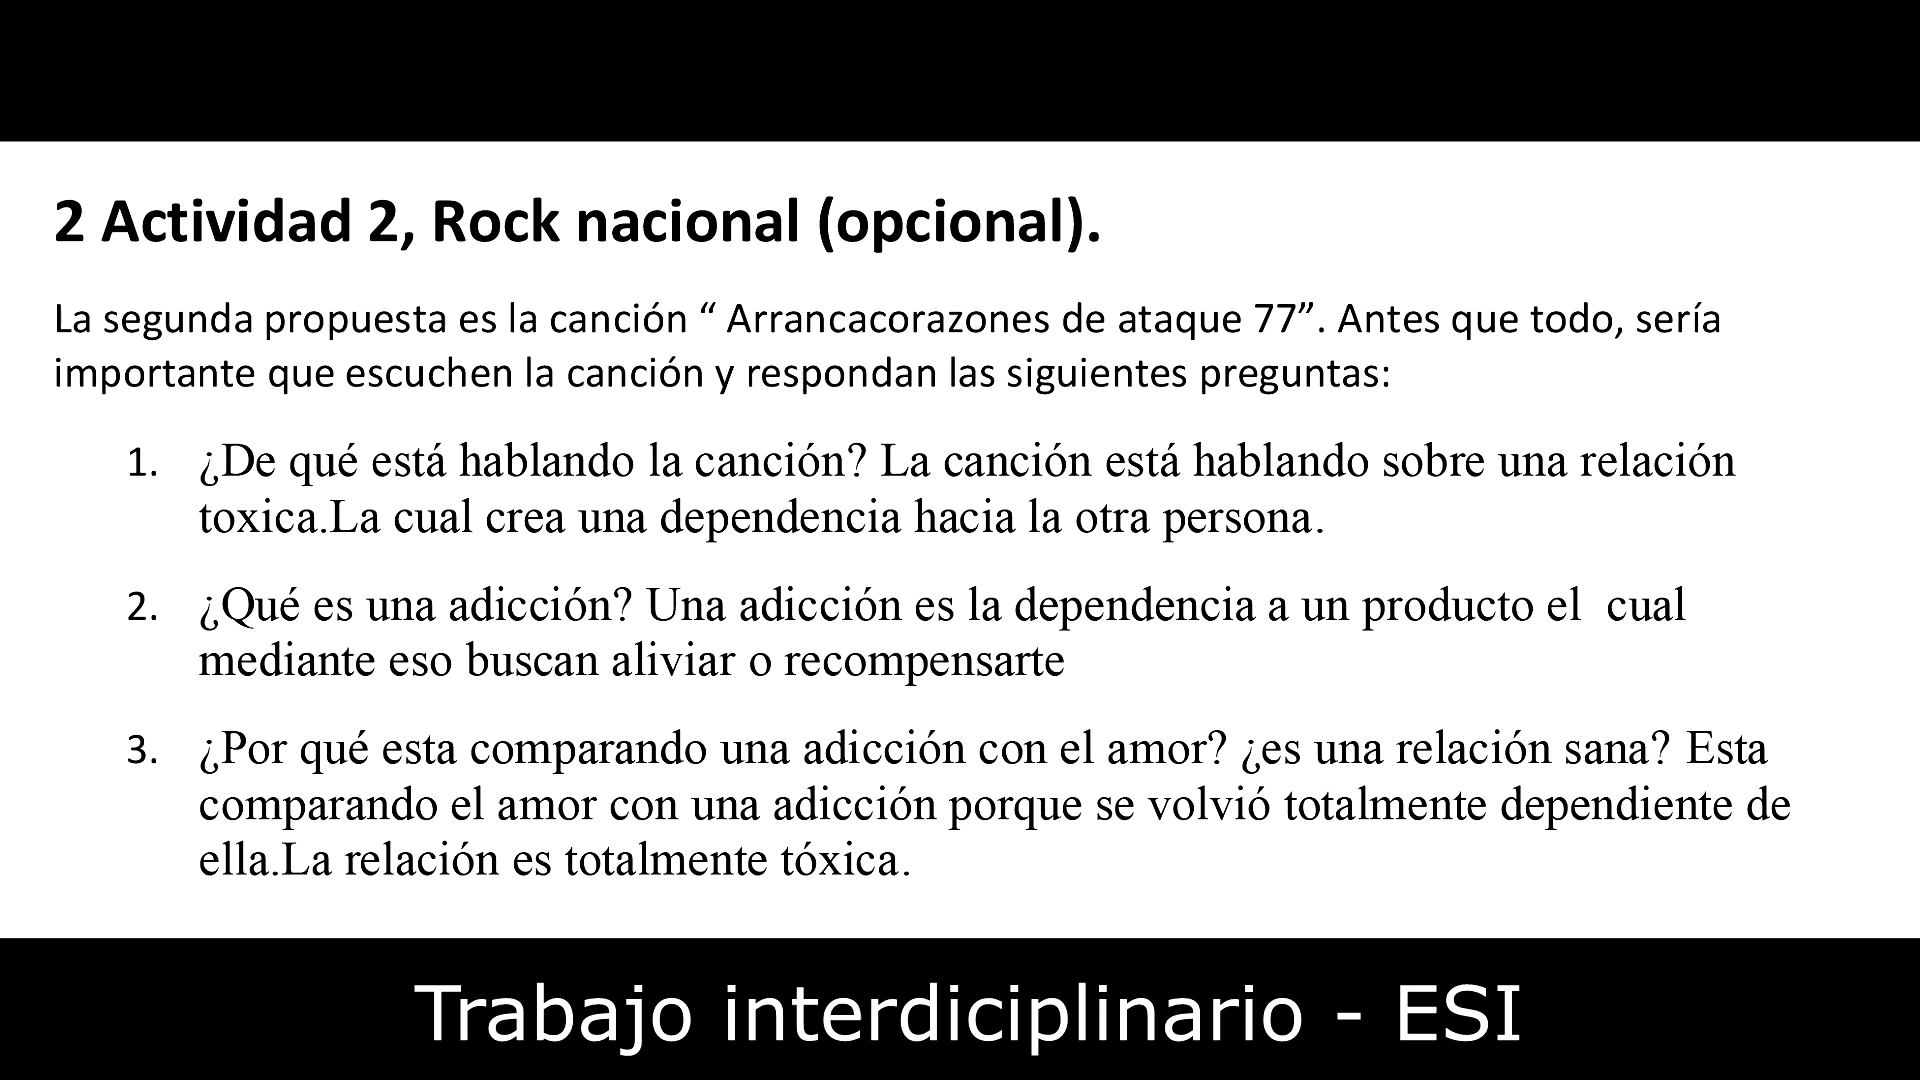 2 Actividad 2, Rock nacional (opcional).
La segunda propuesta es la canción “ Arrancacorazones de ataque 77”. Antes que todo, sería
importante que escuchen la canción y respondan las siguientes preguntas:
1. ¿De qué está hablando la canción? La canción está hablando sobre una relación
toxica.La cual crea una dependencia hacia la otra persona.
2. ¿Qué es una adicción? Una adicción es la dependencia a un producto el  cual
mediante eso buscan aliviar o recompensarte
3. ¿Por qué esta comparando una adicción con el amor? ¿es una relación sana? Esta
comparando el amor con una adicción porque se volvió totalmente dependiente de
ella.La relación es totalmente tóxica.
Trabajo interdiciplinario - ESI